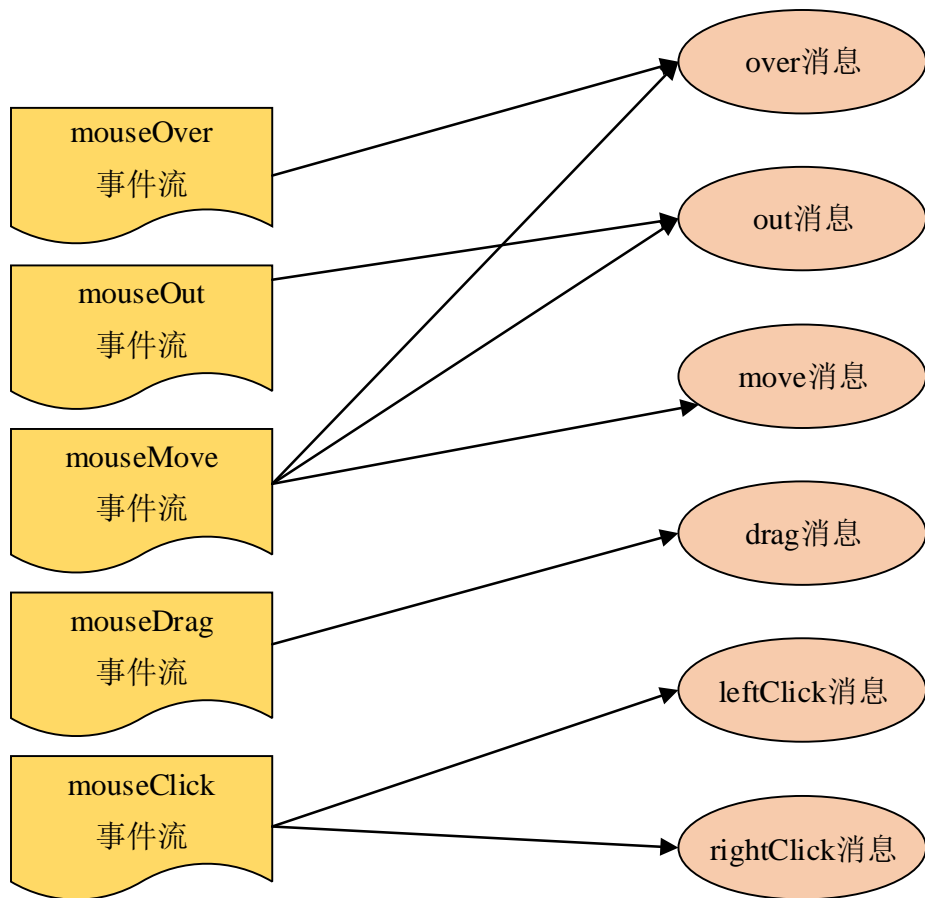 mouseOver
事件流
mouseOut
事件流
mouseMove
事件流
mouseDrag
事件流
mouseClick
事件流
over消息
out消息
move消息
drag消息
leftClick消息
rightClick消息